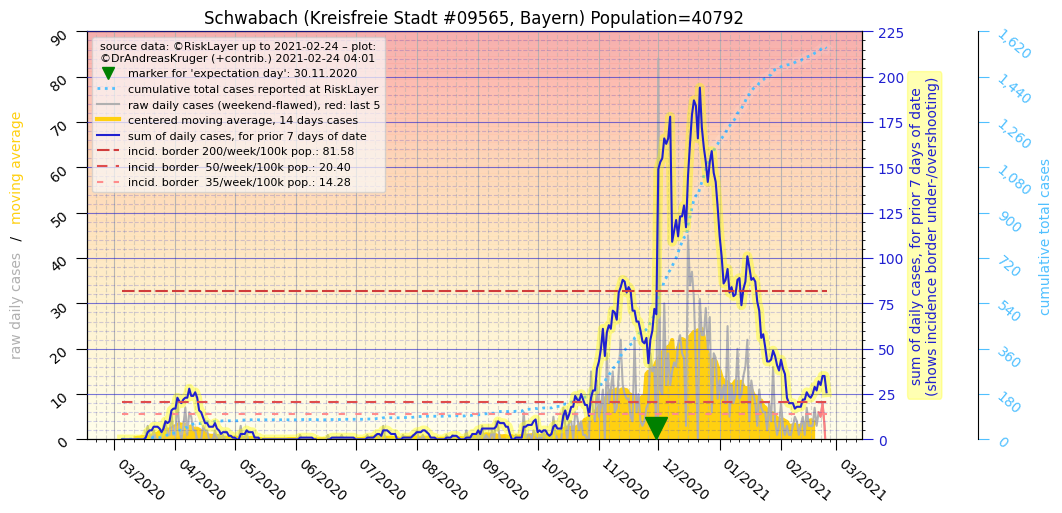 Schwabach (Kreisfreie Stadt #09565, Bayern) Population=40792
source data: ©RiskLayer up to 2021-02-24 – plot:
©DrAndreasKruger (+contrib.) 2021-02-24 04:01
marker for 'expectation day': 30.11.2020
cumulative total cases reported at RiskLayer
raw daily cases (weekend-flawed), red: last 5
centered moving average, 14 days cases
sum of daily cases, for prior 7 days of date
incid. border 200/week/100k pop.: 81.58
incid. border  50/week/100k pop.: 20.40
incid. border  35/week/100k pop.: 14.28
raw daily cases  /  moving average
90
80
70
60
50
40
30
20
10
0
03/2020
04/2020
05/2020
06/2020
07/2020
08/2020
09/2020
10/2020
11/2020
12/2020
01/2021
02/2021
03/2021
225
200
175
150
125
100
75
50
25
0
sum of daily cases, for prior 7 days of date
(shows incidence border under-/overshooting)
1,620
1,440
1,260
1,080
900
720
540
360
180
0
cumulative total cases